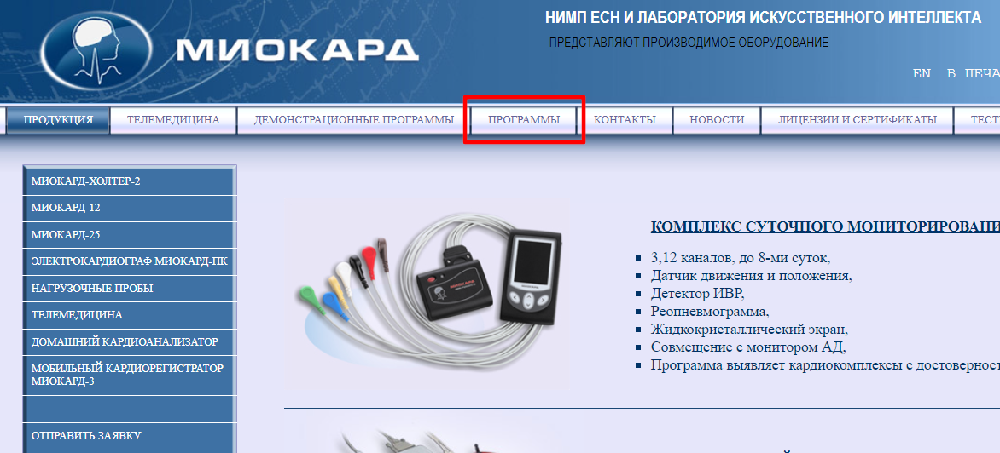 МИОКАРД
НИМП ЕСН И ЛАБОРАТОРИЯ ИСКУССТВЕННОГО ИНТЕЛЛЕКТА
ПРЕДСТАВЛЯЮТ ПРОИЗВОДИМОЕ ОБОРУДОВАНИЕ
EN В ПЕЧА
ПРОДУКЦИЯ ТЕЛЕМЕДИЦИНА ДЕМОНСТРАЦИОННЫЕ ПРОГРАММЫ ПРОГРАММЫ КОНТАКТЫ НОВОСТИ ЛИЦЕНЗИИ И СЕРТИФИКАТЫ ТЕСТ
МИОКАРД-ХОЛТЕР-2
МИОКАРД-12
МИОКАРД-25
ЭЛЕКТРОКАРДИОГРАФ МИОКАРД-ПК
НАГРУЗОЧНЫЕ ПРОБЫ
ТЕЛЕМЕДИЦИНА
ДОМАШНИЙ КАРДИОАНАЛИЗАТОР
МОБИЛЬНЫЙ КАРДИОРЕГИСТРАТОР
МИОКАРД-3
ОТПРАВИТЬ ЗАЯВКУ
КОМПЛЕКС СУТОЧНОГО МОНИТОРИРОВАНИ
3,12 каналов, до 8-ми суток,
Датчик движения и положения,
Детектор ИВР,
Реопневмограмма,
Жидкокристаллический экран,
Совмещение с монитором АД,
Программа выявляет кардиокомплексы с достоверност